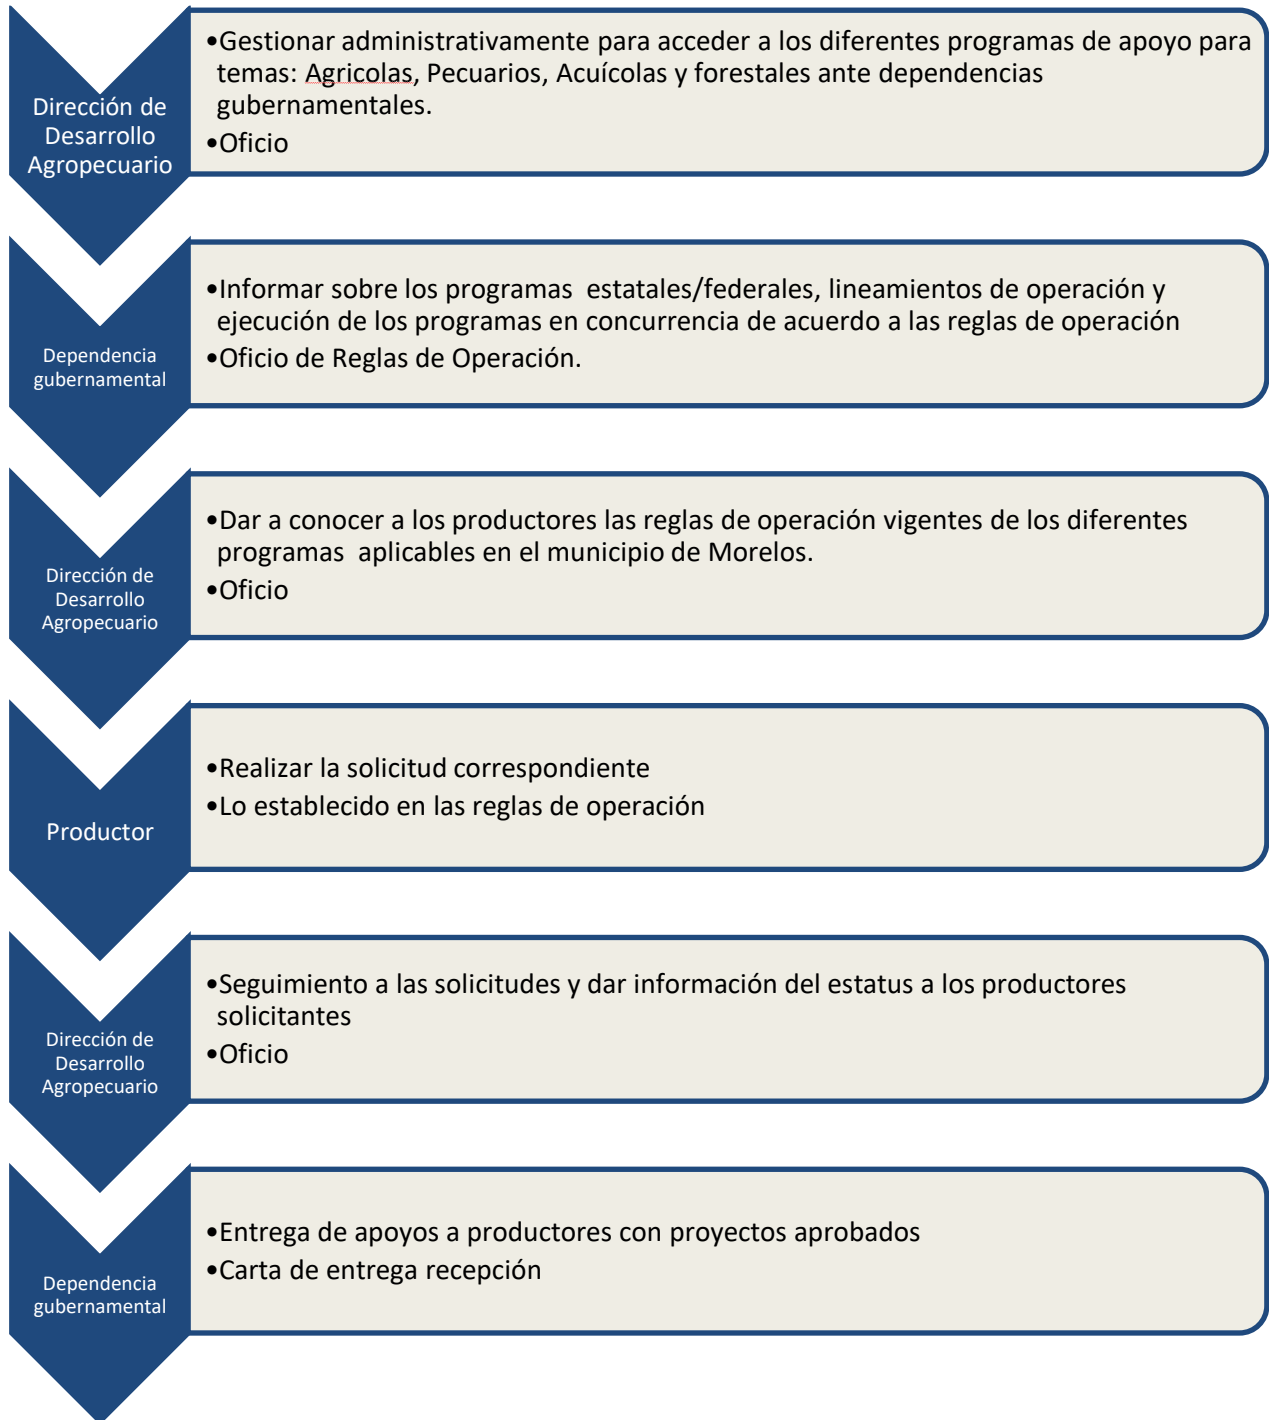 Dirección de
Desarrollo
Agropecuario
•Gestionar administrativamente para acceder a los diferentes programas de apoyo para
temas: Agricolas, Pecuarios, Acuícolas y forestales ante dependencias
gubernamentales.
•Oficio
Dependencia
gubernamental
•Informar sobre los programas  estatales/federales, lineamientos de operación y
ejecución de los programas en concurrencia de acuerdo a las reglas de operación
•Oficio de Reglas de Operación.
Dirección de
Desarrollo
Agropecuario
•Dar a conocer a los productores las reglas de operación vigentes de los diferentes
programas  aplicables en el municipio de Morelos.
•Oficio
Productor
•Realizar la solicitud correspondiente
•Lo establecido en las reglas de operación
Dirección de
Desarrollo
Agropecuario
•Seguimiento a las solicitudes y dar información del estatus a los productores
solicitantes
•Oficio
Dependencia
gubernamental
•Entrega de apoyos a productores con proyectos aprobados
•Carta de entrega recepción